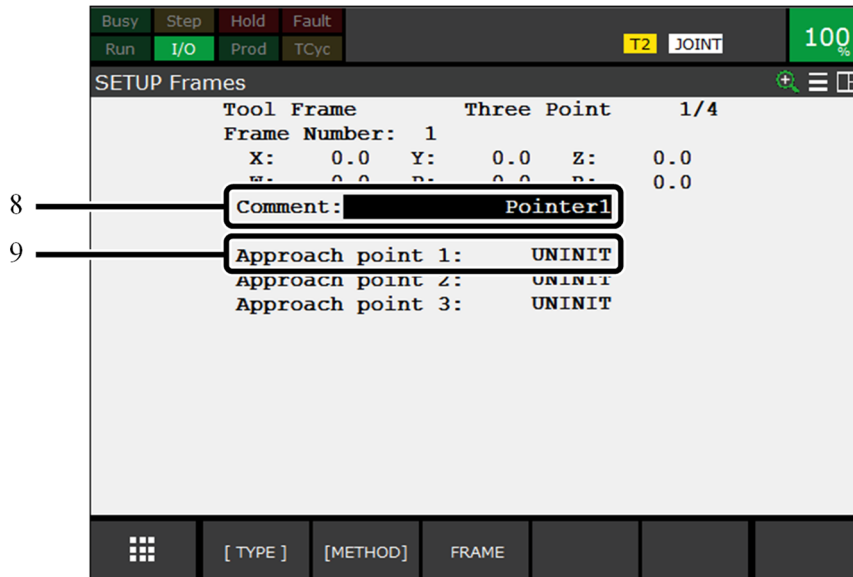 Busy Step Hold Fault
Run I/O Prod TCyc
T2 JOINT
100%
SETUP Frames
Tool Frame Three Point 1/4
Frame Number: 1
X: 0.0 Y: 0.0 Z: 0.0
0.0
8
Comment: Pointer1
9
Approach point 1: UNINIT
Approach point 2: UNINIT
Approach point 3: UNINIT
[ TYPE ] [METHOD] FRAME